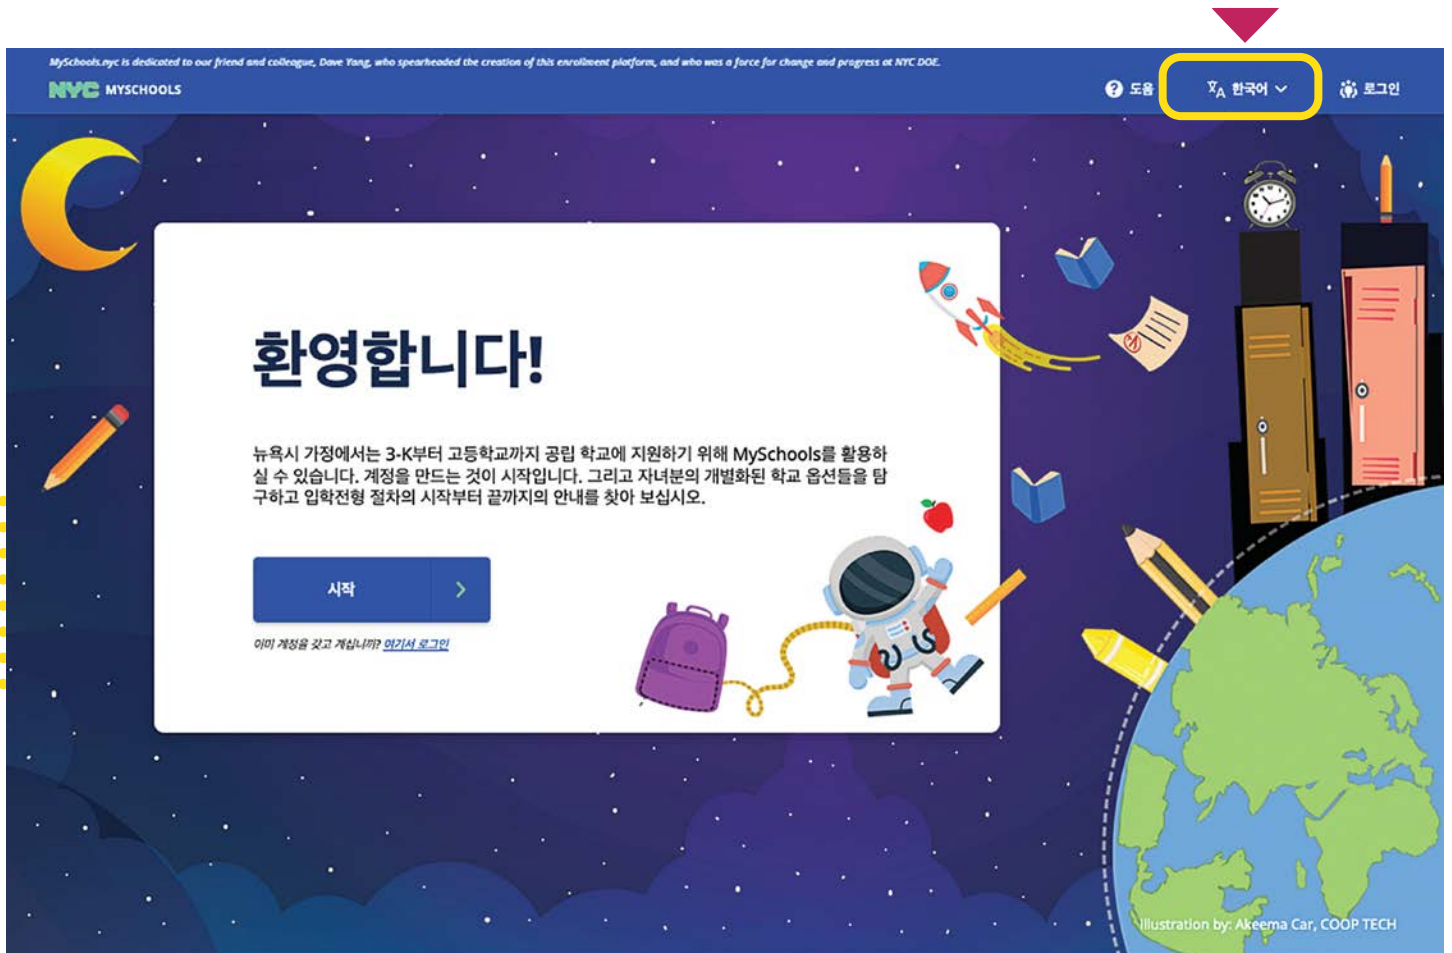 MySchools.nyc is dedicated to our friend and colleague, Dave Yang, who spearheaded the creation of this enrollment platform, and who was a force for change and progress at NYC DOE.
NYC MYSCHOOLS
도움
한국어
로그인
환영합니다!
뉴욕시 가정에서는 3-K부터 고등학교까지 공립 학교에 지원하기 위해 MySchools를 활용하
실 수 있습니다. 계정을 만드는 것이 시작입니다. 그리고 자녀분의 개별화된 학교 옵션들을 탐
구하고 입학전형 절차의 시작부터 끝까지의 안내를 찾아 보십시오.
시작
이미 계정을 갖고 계십니까? 여기서 로그인
Illustration by: Akeema Car, COOP TECH